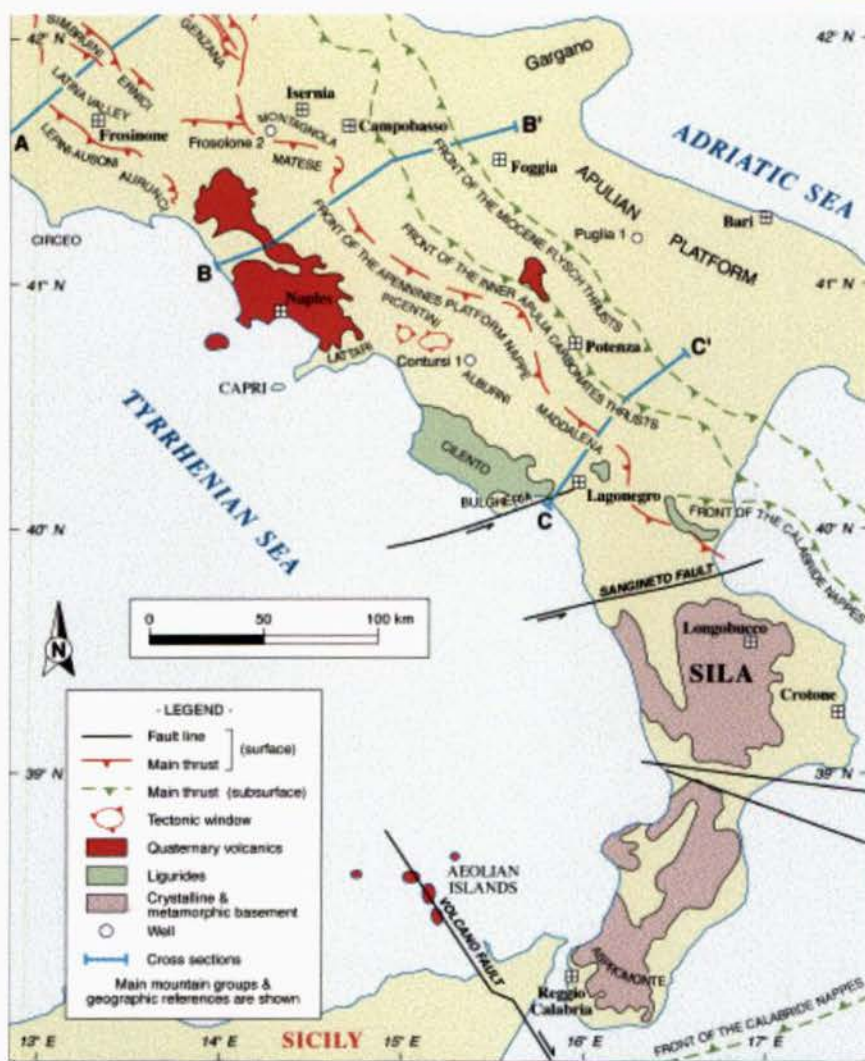 42° N
42° N
SIMBRUINI
ERNICI
GENZANA
Gargano
LATINA VALLEY
Frosinone
LEPINI-AUSONI
AURUNCI
A
Isernia
MONTAGNOLA
Frosolone 2
Campobasso
MATESE
B'
Foggia
ADRIATIC SEA
APULIAN
PLATFORM
Bari
Puglia 1
CIRCEO
B
FRONT OF THE MIOCENE FLYSCH THRUSTS
FRONT OF THE INNER APULIA CARBONATES THRUSTS
FRONT OF THE APENNINES PLATFORM NAPPE
41° N
41° N
Naples
PICENTINI
LATTARI
Contursi 1
ALBURNI
Potenza
C'
CAPRI
TYRRHENIAN SEA
MADDALENA
CILENTO
BULGHERIA
C
Lagonegro
40° N
40° N
FRONT OF THE CALABRIDE NAPPES
SANGINETO FAULT
0 50 100 km
N
Longobucco
SILA
Crotone
39° N
39° N
- LEGEND -
Fault line
(surface)
Main thrust
Main thrust (subsurface)
Tectonic window
Quaternary volcanics
Ligurides
Crystalline &
metamorphic basement
Well
Cross sections
Main mountain groups &
geographic references are shown
AEOLIAN
ISLANDS
VOLCANO FAULT
ASPROMONTE
Reggio
Calabria
SICILY
FRONT OF THE CALABRIDE NAPPES
13° E
14° E
15° E
16° E
17° E